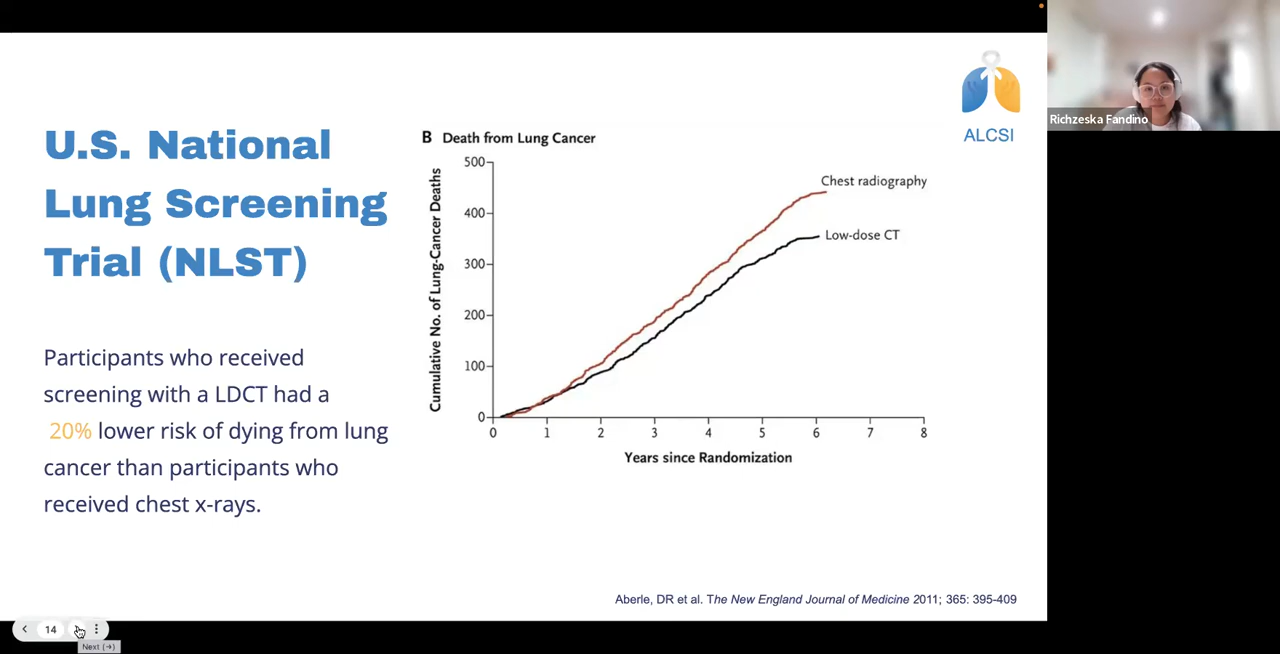 U.S. National
Lung Screening
Trial (NLST)
Participants who received
screening with a LDCT had a
20% lower risk of dying from lung
cancer than participants who
received chest x-rays.
B Death from Lung Cancer
Cumulative No. of Lung-Cancer Deaths
500
400
300
200
100
0
0 1 2 3 4 5 6 7 8
Years since Randomization
Chest radiography
Low-dose CT
ALCSI
Aberle, DR et al. The New England Journal of Medicine 2011; 365: 395-409
Richzeska Fandino
14
Next (→)